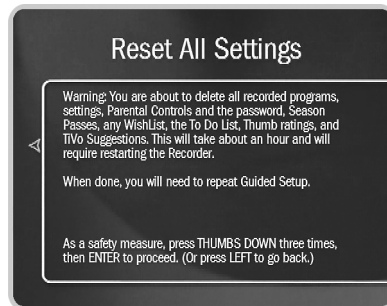 Reset All Settings
Warning: You are about to delete all recorded programs,
settings, Parental Controls and the password, Season
Passes, any WishList, the To Do List, Thumb ratings, and
TiVo Suggestions. This will take about an hour and will
require restarting the Recorder.
When done, you will need to repeat Guided Setup.
As a safety measure, press THUMBS DOWN three times,
then ENTER to proceed. (Or press LEFT to go back.)